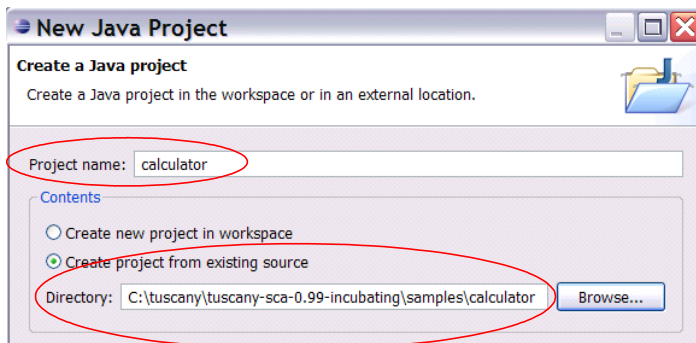 New Java Project
Create a Java project
Create a Java project in the workspace or in an external location.
Project name: calculator
Contents
Create new project in workspace
Create project from existing source
Directory: C:\tuscany\tuscany-sca-0.99-incubating\samples\calculator Browse...